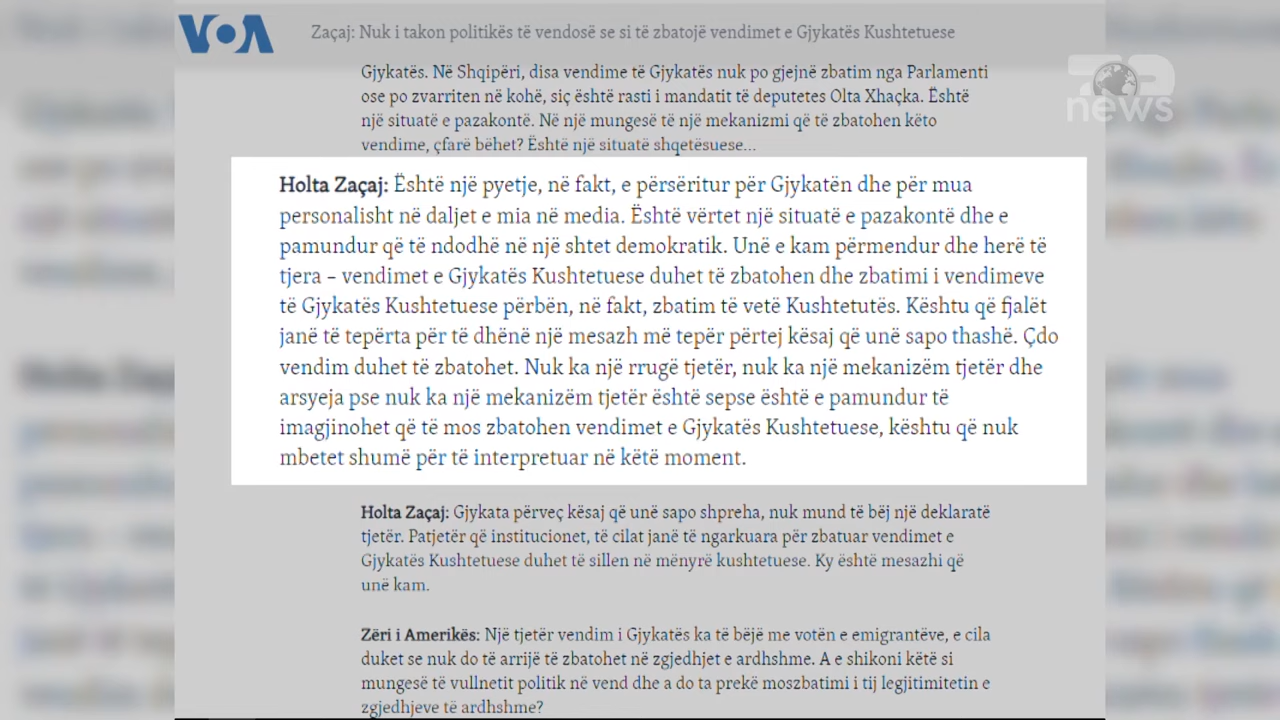 VOA
Zaçaj: Nuk i takon politikës të vendosë se si të zbatojë vendimet e Gjykatës Kushtetuese
news
Gjykatës. Në Shqipëri, disa vendime të Gjykatës nuk po gjejnë zbatim nga Parlamenti
ose po zvarriten në kohë, siç është rasti i mandatit të deputetes Olta Xhaçka. Është
një situatë e pazakontë. Në një mungesë të një mekanizmi që të zbatohen këto
vendime, çfarë bëhet? Është një situatë shqetësuese...
Holta Zaçaj: Është një pyetje, në fakt, e përsëritur për Gjykatën dhe për mua
personalisht në daljet e mia në media. Është vërtet një situatë e pazakontë dhe e
pamundur që të ndodhë në një shtet demokratik. Unë e kam përmendur dhe herë të
tjera – vendimet e Gjykatës Kushtetuese duhet të zbatohen dhe zbatimi i vendimeve
të Gjykatës Kushtetuese përbën, në fakt, zbatim të vetë Kushtetutës. Kështu që fjalët
janë të tepërta për të dhënë një mesazh më tepër përtej kësaj që unë sapo thashë. Çdo
vendim duhet të zbatohet. Nuk ka një rrugë tjetër, nuk ka një mekanizëm tjetër dhe
arsyeja pse nuk ka një mekanizëm tjetër është sepse është e pamundur të
imagjinohet që të mos zbatohen vendimet e Gjykatës Kushtetuese, kështu që nuk
mbetet shumë për të interpretuar në këtë moment.
Holta Zaçaj: Gjykata përveç kësaj që unë sapo shpreha, nuk mund të bëj një deklaratë
tjetër. Patjetër që institucionet, të cilat janë të ngarkuara për zbatuar vendimet e
Gjykatës Kushtetuese duhet të sillen në mënyrë kushtetuese. Ky është mesazhi që
unë kam.
Zëri i Amerikës: Një tjetër vendim i Gjykatës ka të bëjë me votën e emigrantëve, e cila
duket se nuk do të arrijë të zbatohet në zgjedhjet e ardhshme. A e shikoni këtë si
mungesë të vullnetit politik në vend dhe a do ta prekë moszbatimi i tij legjitimitetin e
zgjedhjeve të ardhshme?